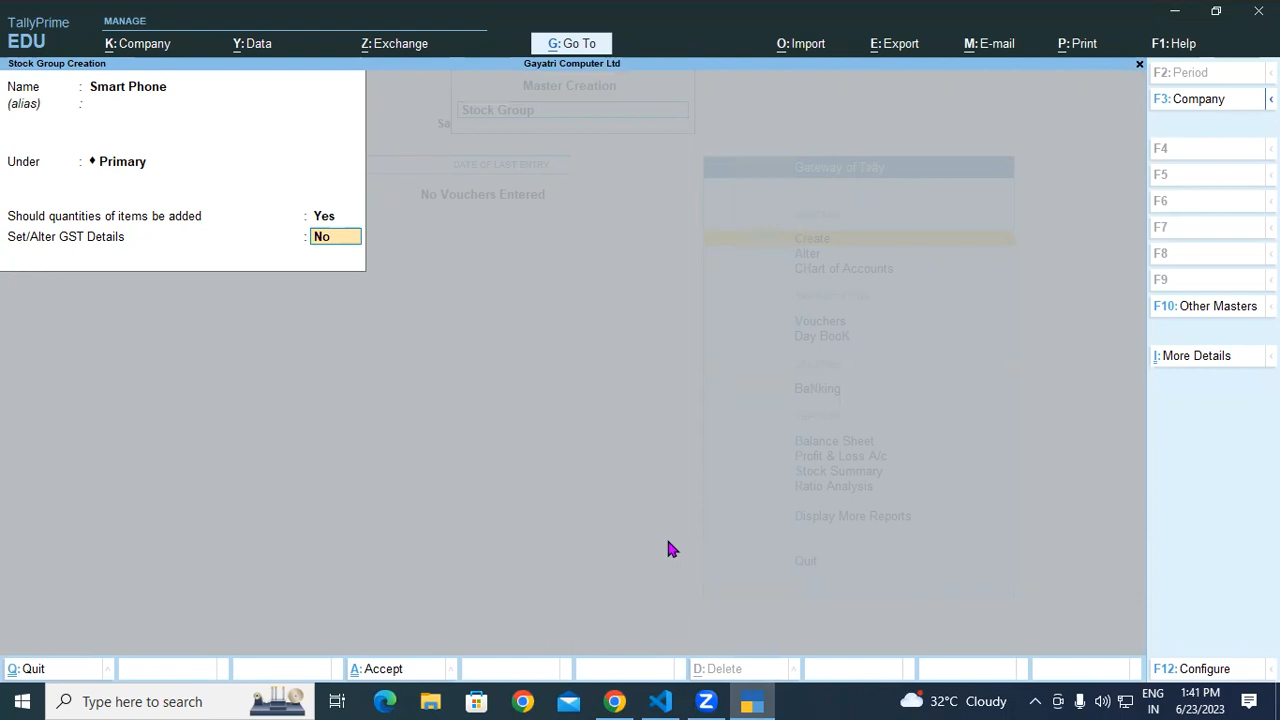 TallyPrime
EDU
MANAGE
K: Company
Y: Data
Z: Exchange
G: Go To
O: Import
E: Export
M: E-mail
P: Print
F1: Help
Stock Group Creation
Gayatri Computer Ltd
Name : Smart Phone
(alias) :
Under : ♦ Primary
Should quantities of items be added : Yes
Set/Alter GST Details : No
Master Creation
Stock Group
Sa
DATE OF LAST ENTRY
No Vouchers Entered
Gateway of Tally
Create
Alter
CHart of Accounts
Vouchers
Day BooK
BaNking
Balance Sheet
Profit & Loss A/c
Stock Summary
Ratio Analysis
Display More Reports
Quit
F2: Period
F3: Company
F4
F5
F6
F7
F8
F9
F10: Other Masters
I: More Details
F12: Configure
Q: Quit
A: Accept
D: Delete
Type here to search
32°C Cloudy
ENG
IN
1:41 PM
6/23/2023